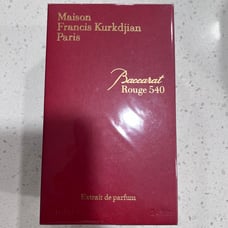 Maison
Francis Kurkdjian
Paris
Baccarat
Rouge 540
Extrait de parfum